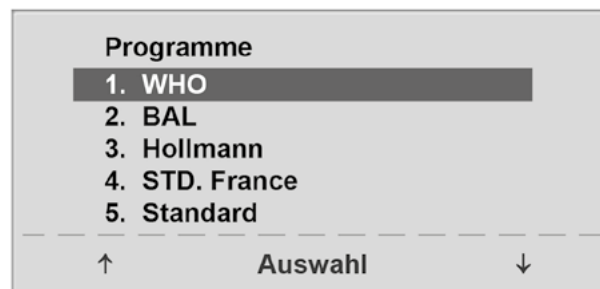 Programme
1. WHO
2. BAL
3. Hollmann
4. STD. France
5. Standard
↑ Auswahl ↓